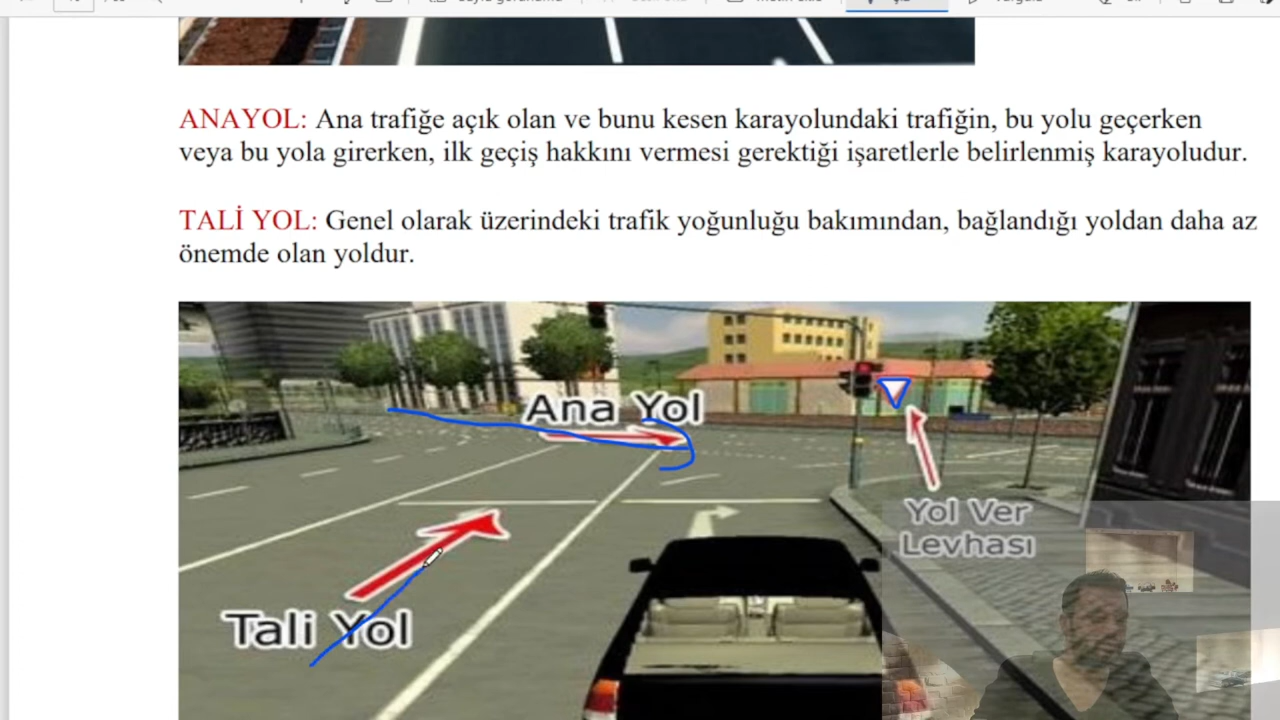 ANAYOL: Ana trafiğe açık olan ve bunu kesen karayolundaki trafiğin, bu yolu geçerken
veya bu yola girerken, ilk geçiş hakkını vermesi gerektiği işaretlerle belirlenmiş karayoludur.
TALİ YOL: Genel olarak üzerindeki trafik yoğunluğu bakımından, bağlandığı yoldan daha az
önemde olan yoldur.
Ana Yol
Yol Ver
Levhası
Tali Yol